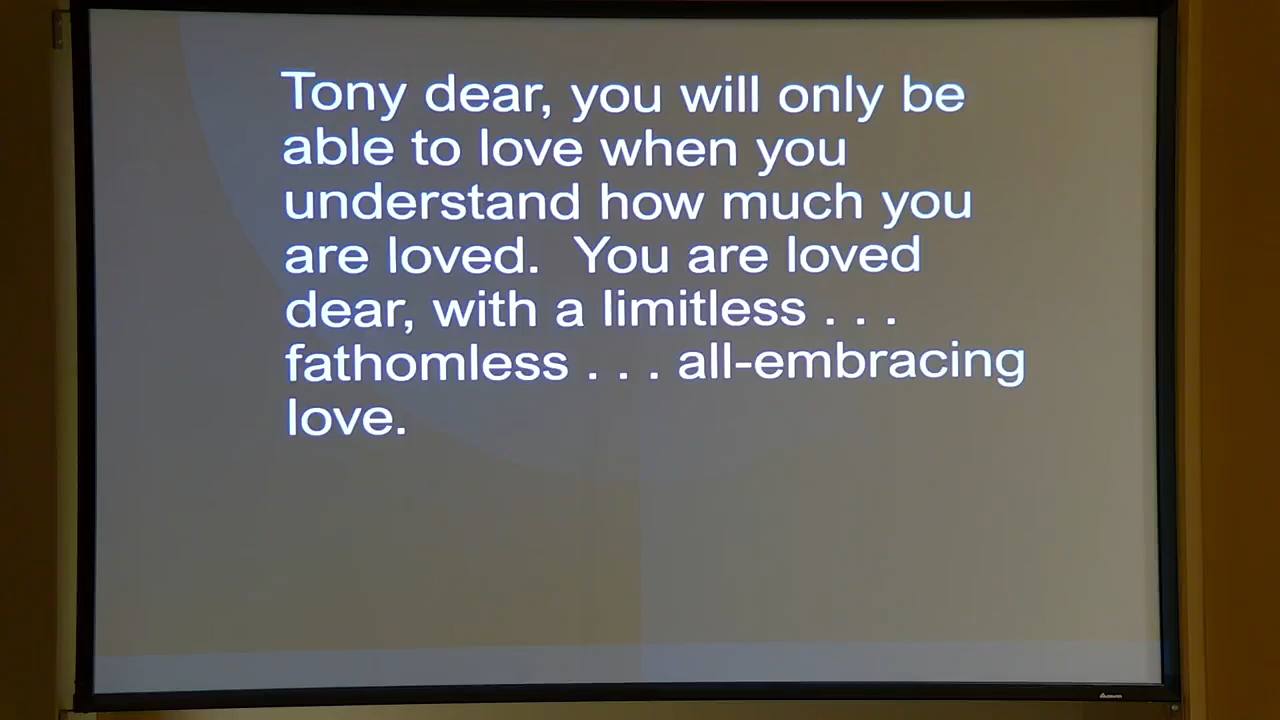 Tony dear, you will only be
able to love when you
understand how much you
are loved.  You are loved
dear, with a limitless . . .
fathomless . . . all-embracing
love.